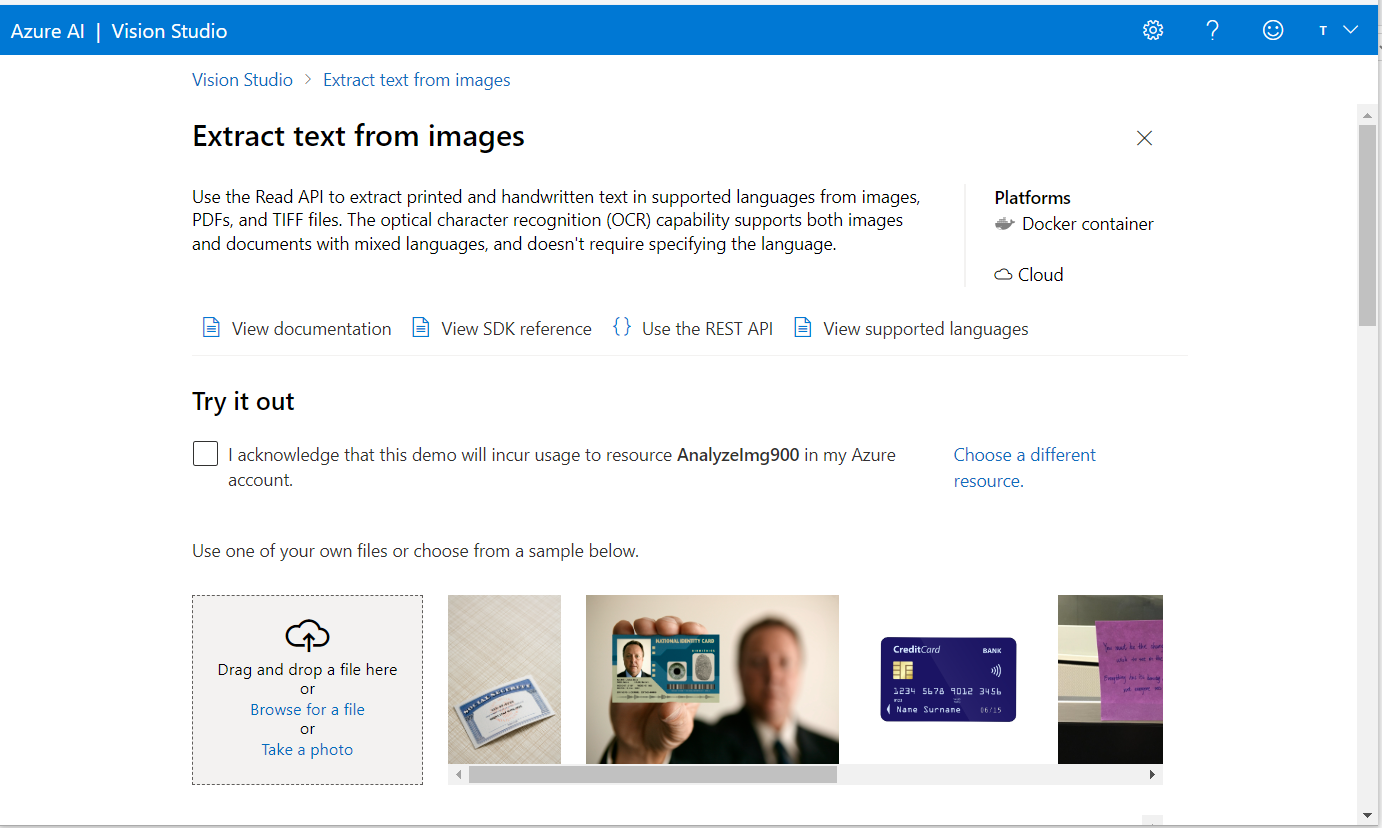 Azure AI | Vision Studio
T
Vision Studio > Extract text from images
Extract text from images
Use the Read API to extract printed and handwritten text in supported languages from images,
PDFs, and TIFF files. The optical character recognition (OCR) capability supports both images
and documents with mixed languages, and doesn't require specifying the language.
Platforms
Docker container
Cloud
View documentation
View SDK reference
{} Use the REST API
View supported languages
Try it out
I acknowledge that this demo will incur usage to resource AnalyzeImg900 in my Azure
account.
Choose a different
resource.
Use one of your own files or choose from a sample below.
Drag and drop a file here
or
Browse for a file
or
Take a photo
SOCIAL SECURITY
NATIONAL IDENTITY CARD
CreditCard
BANK
1234 5678 9012 3456
Name Surname
06/15
You must be the